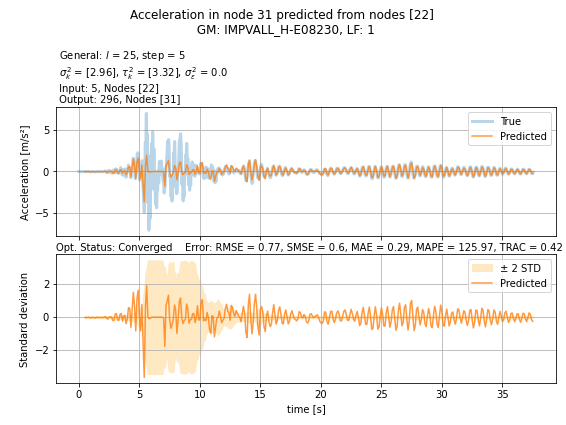 Acceleration in node 31 predicted from nodes [22]
GM: IMPVALL_H-E08230, LF: 1
General: l = 25, step = 5
σ²ₖ = [2.96], τ²ₖ = [3.32], σ²ε = 0.0
Input: 5, Nodes [22]
Output: 296, Nodes [31]
Acceleration [m/s²]
5
0
−5
True
Predicted
Opt. Status: Converged Error: RMSE = 0.77, SMSE = 0.6, MAE = 0.29, MAPE = 125.97, TRAC = 0.42
Standard deviation
2
0
−2
± 2 STD
Predicted
0 5 10 15 20 25 30 35
time [s]